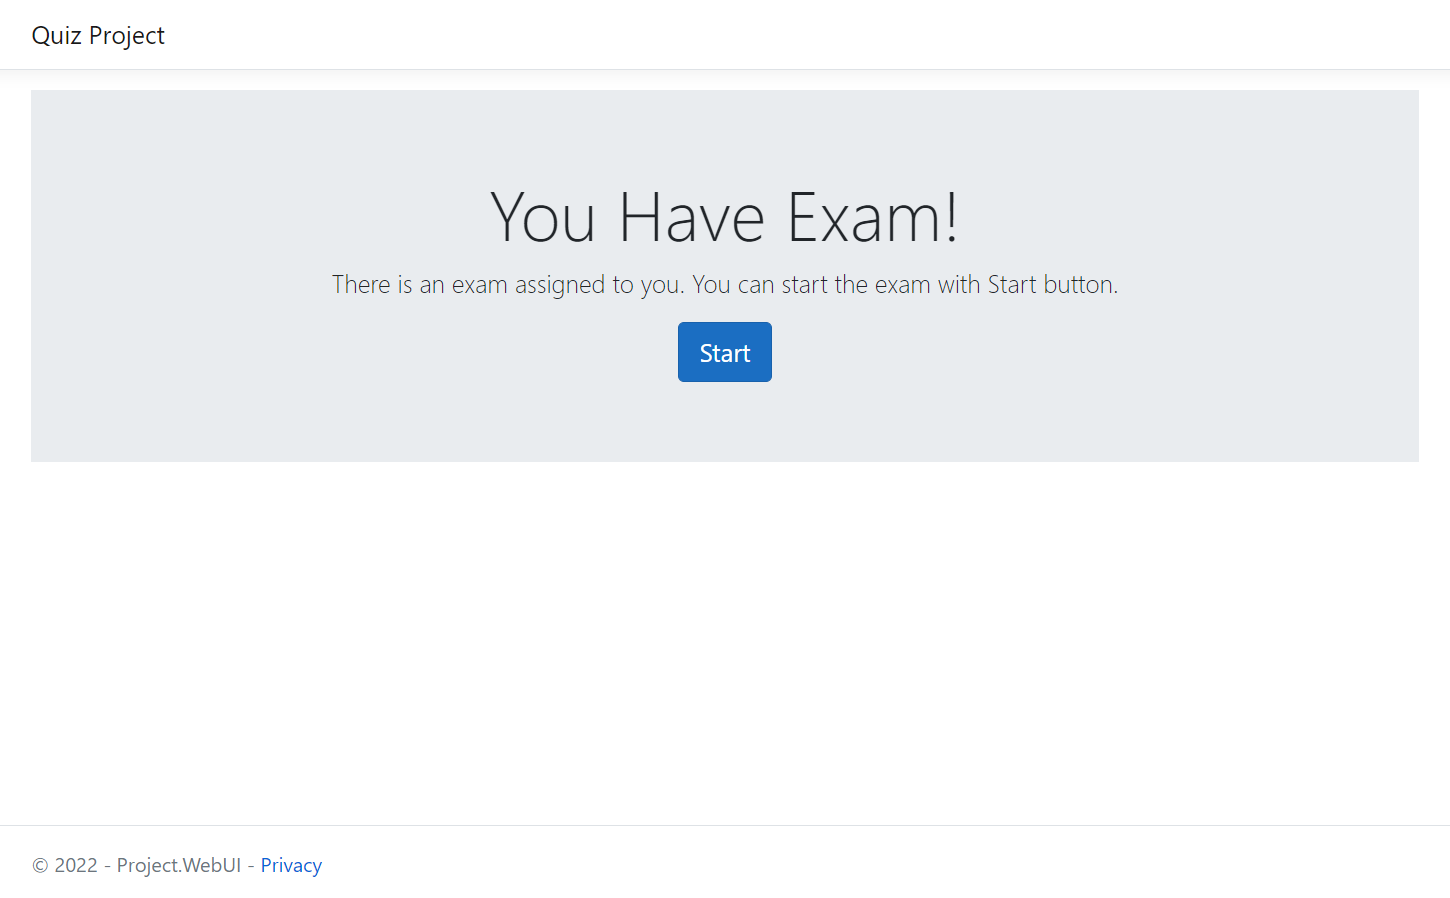 Quiz Project
You Have Exam!
There is an exam assigned to you. You can start the exam with Start button.
Start
© 2022 - Project.WebUI - Privacy